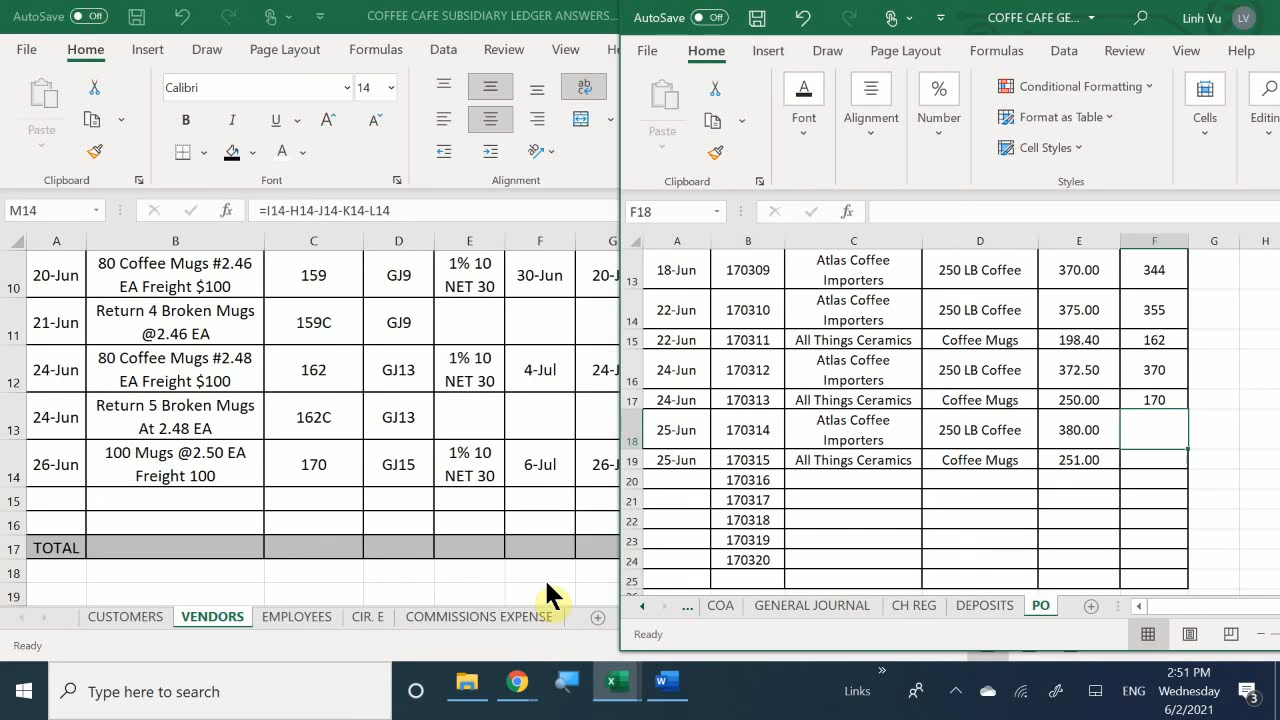 AutoSave Off COFFEE CAFE SUBSIDIARY LEDGER ANSWERS...
File Home Insert Draw Page Layout Formulas Data Review View
Paste
Clipboard
Calibri 14
B I U A A
A
Font
ab
Alignment
M14 fx =I14-H14-J14-K14-L14
A B C D E F G
10 20-Jun 80 Coffee Mugs #2.46 EA Freight $100 159 GJ9 1% 10 NET 30 30-Jun 20-
11 21-Jun Return 4 Broken Mugs @2.46 EA 159C GJ9
12 24-Jun 80 Coffee Mugs #2.48 EA Freight $100 162 GJ13 1% 10 NET 30 4-Jul 24-
13 24-Jun Return 5 Broken Mugs At 2.48 EA 162C GJ13
14 26-Jun 100 Mugs @2.50 EA Freight 100 170 GJ15 1% 10 NET 30 6-Jul 26-
15
16
17 TOTAL
18
19
CUSTOMERS VENDORS EMPLOYEES CIR. E COMMISSIONS EXPENSE
Ready
AutoSave Off COFFE CAFE GE... Linh Vu LV
File Home Insert Draw Page Layout Formulas Data Review View Help
Paste
Clipboard
A Font
Alignment
% Number
Conditional Formatting
Format as Table
Cell Styles
Styles
Cells
Editin
F18 fx
A B C D E F G H
13 18-Jun 170309 Atlas Coffee Importers 250 LB Coffee 370.00 344
14 22-Jun 170310 Atlas Coffee Importers 250 LB Coffee 375.00 355
15 22-Jun 170311 All Things Ceramics Coffee Mugs 198.40 162
16 24-Jun 170312 Atlas Coffee Importers 250 LB Coffee 372.50 370
17 24-Jun 170313 All Things Ceramics Coffee Mugs 250.00 170
18 25-Jun 170314 Atlas Coffee Importers 250 LB Coffee 380.00
19 25-Jun 170315 All Things Ceramics Coffee Mugs 251.00
20 170316
21 170317
22 170318
23 170319
24 170320
25
... COA GENERAL JOURNAL CH REG DEPOSITS PO
Ready
Type here to search
Links
ENG
2:51 PM
Wednesday
6/2/2021
3